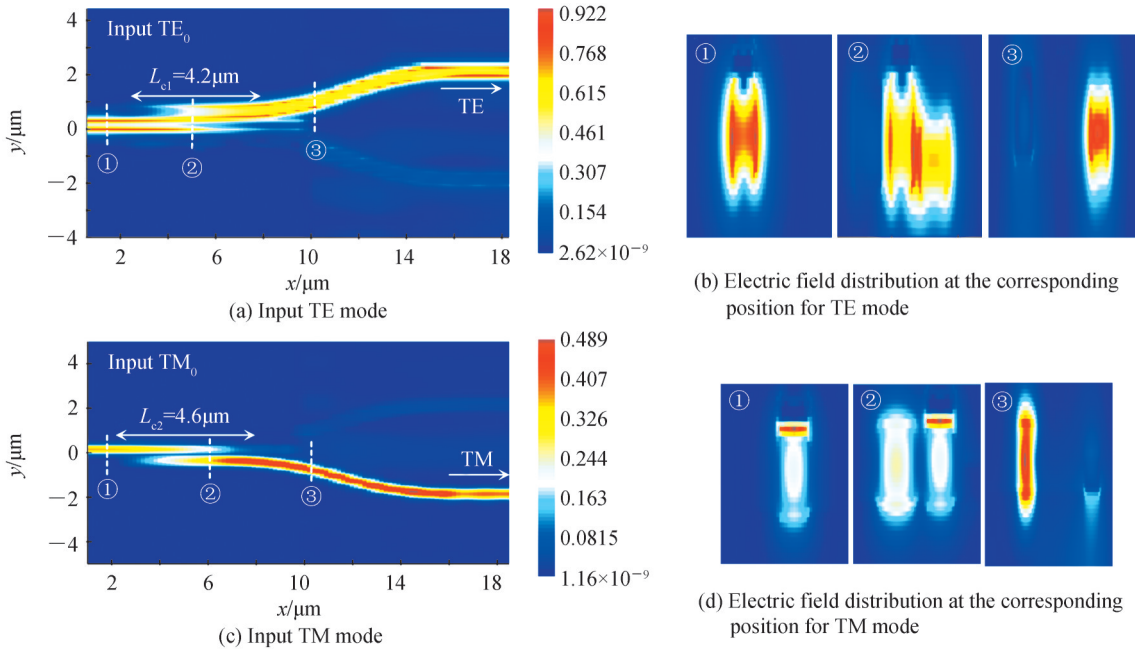 Input TE₀
L_c1=4.2μm
TE
①
②
③
4
2
0
−2
−4
y/μm
2
6
10
14
18
x/μm
0.922
0.768
0.615
0.461
0.307
0.154
2.62×10⁻⁹
(a) Input TE mode
①
②
③
(b) Electric field distribution at the corresponding
position for TE mode
Input TM₀
L_c2=4.6μm
TM
①
②
③
4
2
0
−2
−4
y/μm
2
6
10
14
18
x/μm
0.489
0.407
0.326
0.244
0.163
0.0815
1.16×10⁻⁹
(c) Input TM mode
①
②
③
(d) Electric field distribution at the corresponding
position for TM mode